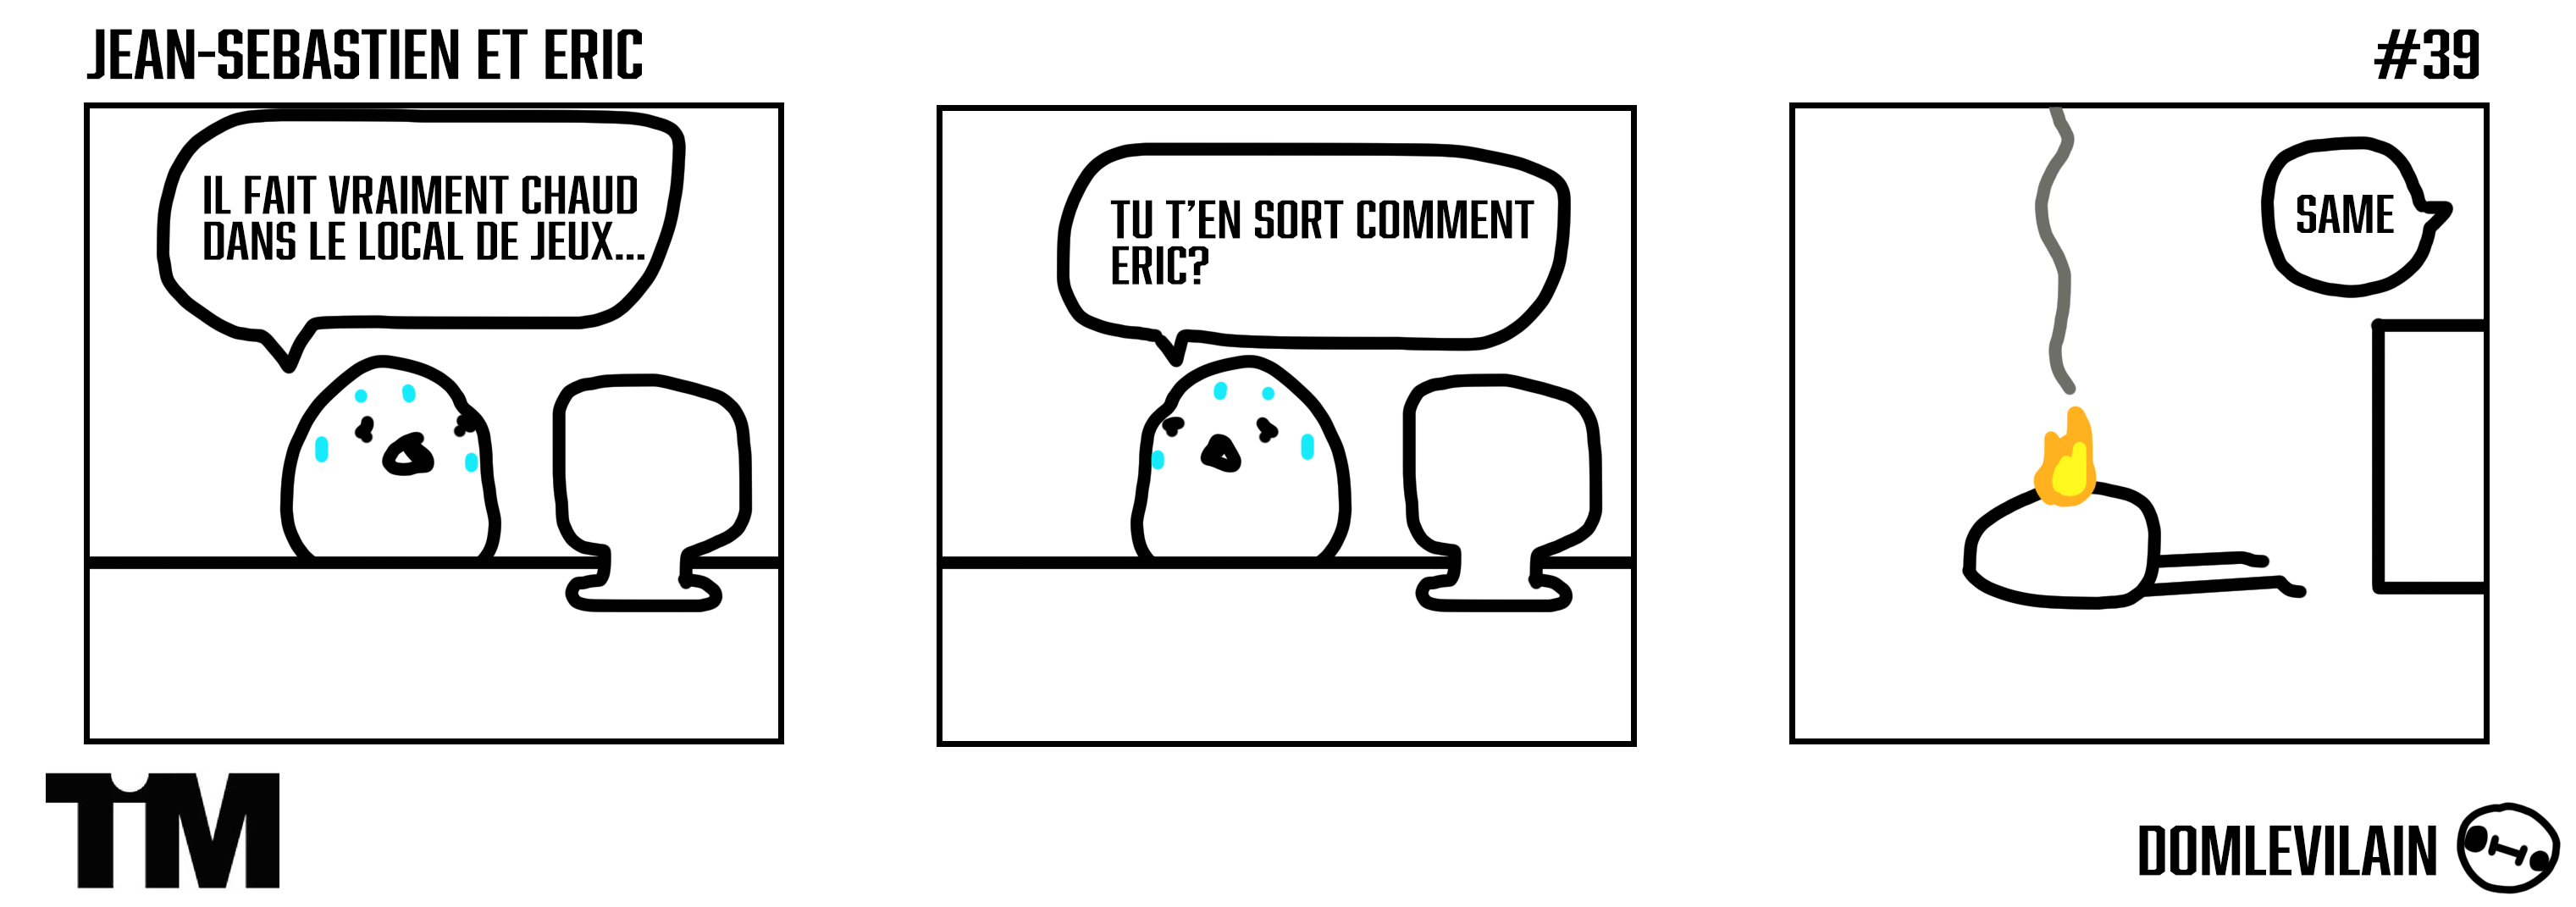 JEAN-SEBASTIEN ET ERIC
#39
IL FAIT VRAIMENT CHAUD
DANS LE LOCAL DE JEUX...
TU T'EN SORT COMMENT
ERIC?
SAME
TIM
DOMLEVILAIN